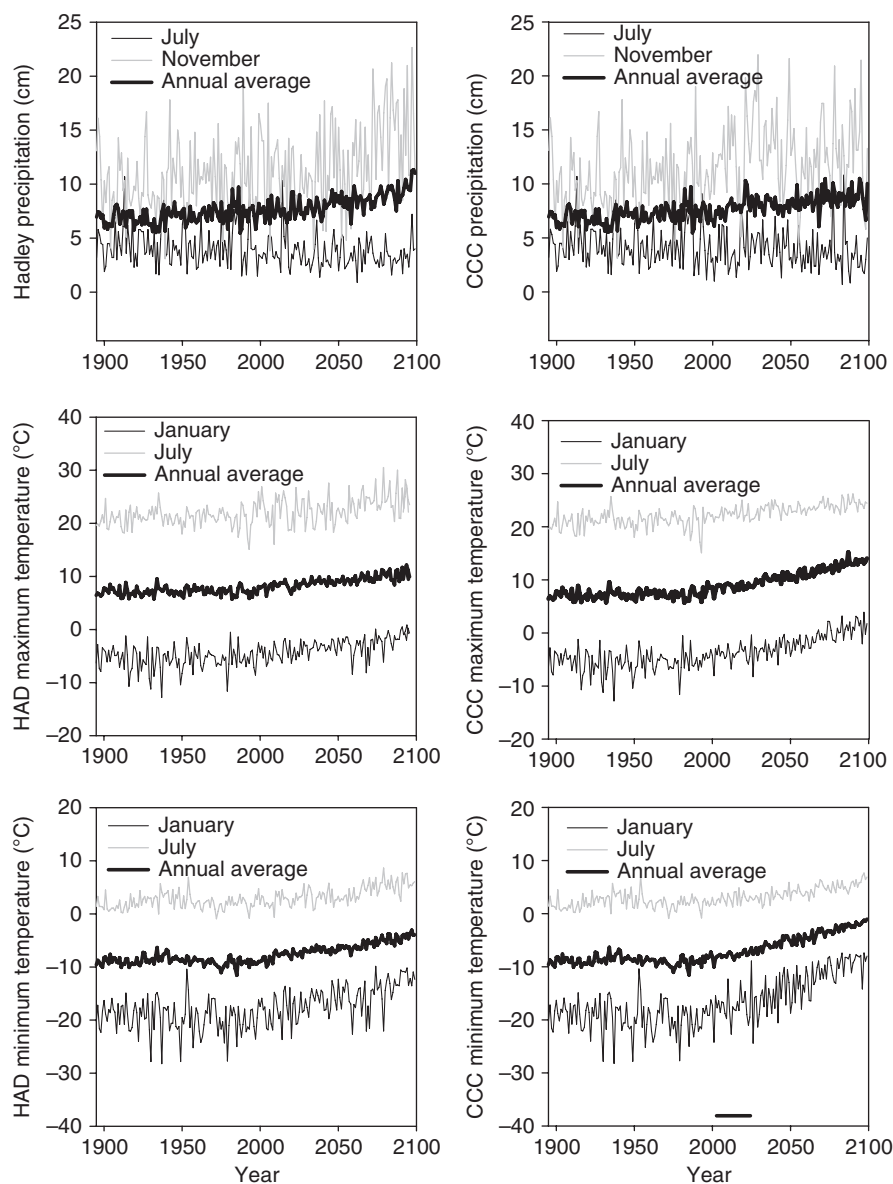 Hadley precipitation (cm)
25
20
15
10
5
0
July
November
Annual average
1900 1950 2000 2050 2100
CCC precipitation (cm)
25
20
15
10
5
0
July
November
Annual average
1900 1950 2000 2050 2100
HAD maximum temperature (°C)
40
30
20
10
0
–10
–20
January
July
Annual average
1900 1950 2000 2050 2100
CCC maximum temperature (°C)
40
30
20
10
0
–10
–20
January
July
Annual average
1900 1950 2000 2050 2100
HAD minimum temperature (°C)
20
10
0
–10
–20
–30
–40
January
July
Annual average
1900 1950 2000 2050 2100
Year
CCC minimum temperature (°C)
20
10
0
–10
–20
–30
–40
January
July
Annual average
1900 1950 2000 2050 2100
Year